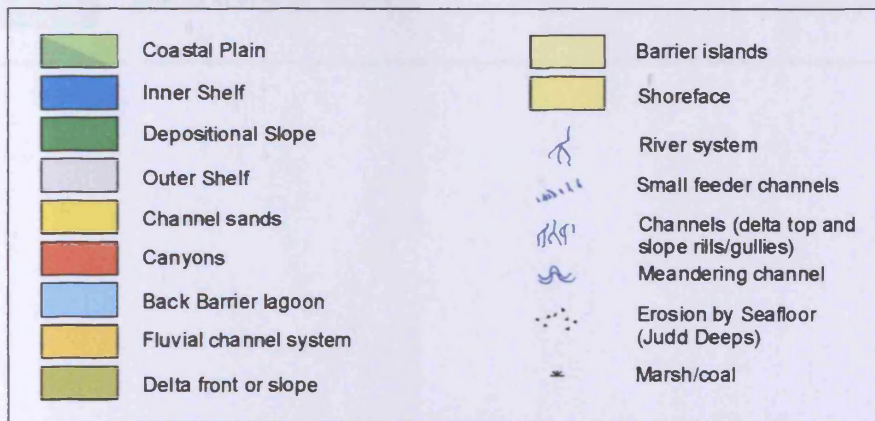 Coastal Plain
Inner Shelf
Depositional Slope
Outer Shelf
Channel sands
Canyons
Back Barrier lagoon
Fluvial channel system
Delta front or slope
Barrier islands
Shoreface
River system
Small feeder channels
Channels (delta top and
slope rills/gullies)
Meandering channel
Erosion by Seafloor
(Judd Deeps)
Marsh/coal